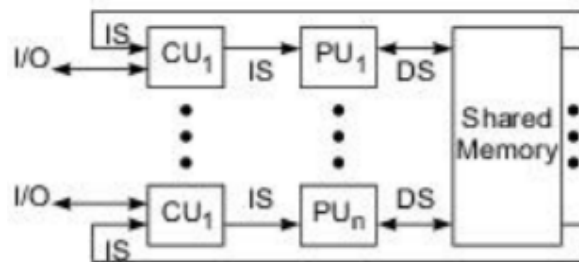 IS
I/O CU1 IS PU1 DS
Shared
Memory
I/O CU1 IS PUn DS
IS